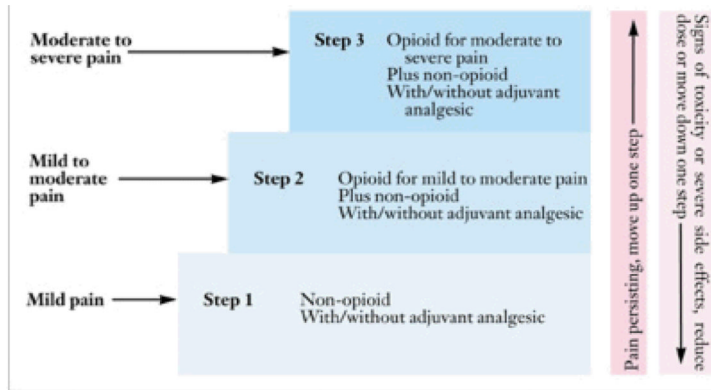 Moderate to
severe pain
Step 3 Opioid for moderate to
severe pain
Plus non-opioid
With/without adjuvant
analgesic
Mild to
moderate
pain
Step 2 Opioid for mild to moderate pain
Plus non-opioid
With/without adjuvant analgesic
Mild pain
Step 1 Non-opioid
With/without adjuvant analgesic
Pain persisting, move up one step
Signs of toxicity or severe side effects, reduce
dose or move down one step